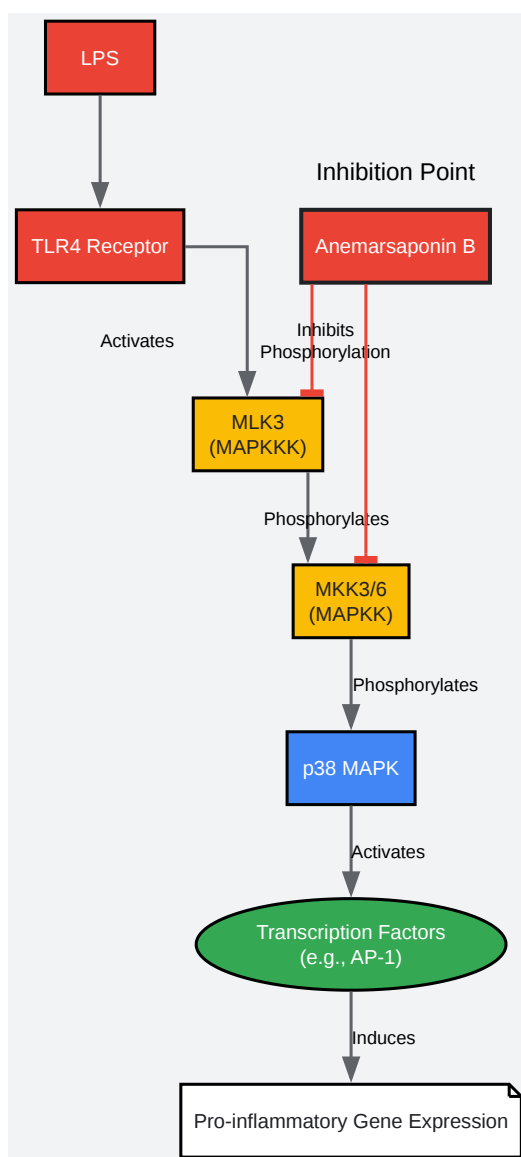 LPS
Inhibition Point
TLR4 Receptor
Anemarsaponin B
Activates
Inhibits
Phosphorylation
MLK3
(MAPKKK)
Phosphorylates
MKK3/6
(MAPKK)
Phosphorylates
p38 MAPK
Activates
Transcription Factors
(e.g., AP-1)
Induces
Pro-inflammatory Gene Expression